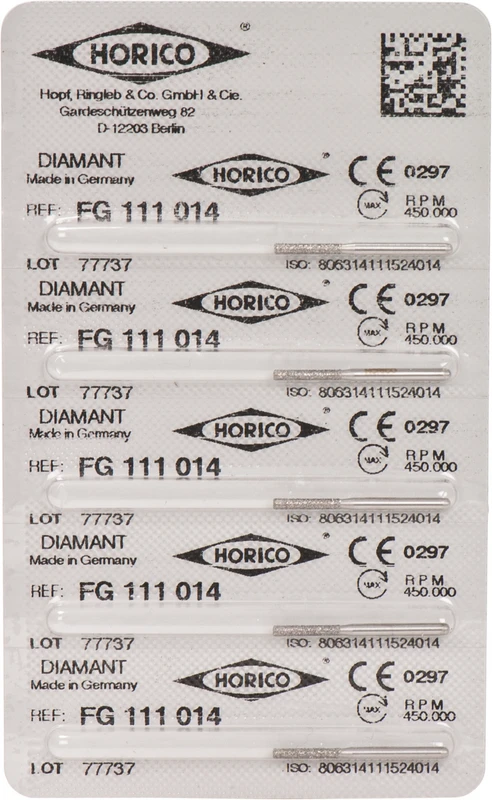 HORICO ®
Hopf, Ringleb & Co. GmbH & Cie.
Gardeschützenweg 82
D-12203 Berlin
DIAMANT HORICO ® CE 0297
Made in Germany
REF: FG 111 014 MAX RPM 450.000
LOT 77737 ISO: 806314111524014
DIAMANT HORICO ® CE 0297
Made in Germany
REF: FG 111 014 MAX RPM 450.000
LOT 77737 ISO: 806314111524014
DIAMANT HORICO ® CE 0297
Made in Germany
REF: FG 111 014 MAX RPM 450.000
LOT 77737 ISO: 806314111524014
DIAMANT HORICO ® CE 0297
Made in Germany
REF: FG 111 014 MAX RPM 450.000
LOT 77737 ISO: 806314111524014
DIAMANT HORICO ® CE 0297
Made in Germany
REF: FG 111 014 MAX RPM 450.000
LOT 77737 ISO: 806314111524014